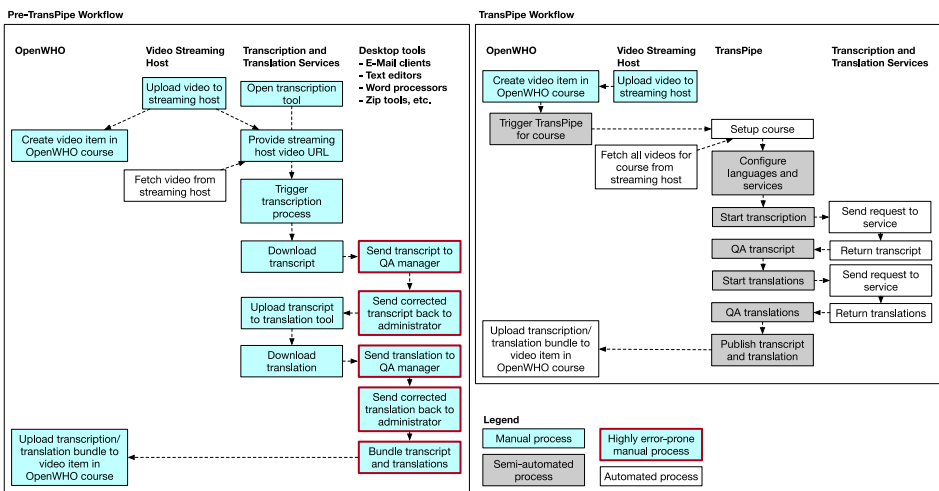 Pre-TransPipe Workflow
OpenWHO
Video Streaming
Host
Transcription and
Translation Services
Desktop tools
- E-Mail clients
- Text editors
- Word processors
- Zip tools, etc.
Upload video to
streaming host
Open transcription
tool
Create video item in
OpenWHO course
Provide streaming
host video URL
Fetch video from
streaming host
Trigger
transcription
process
Download
transcript
Send transcript to
QA manager
Upload transcript
to translation tool
Send corrected
transcript back to
administrator
Download
translation
Send translation to
QA manager
Send corrected
translation back to
administrator
Upload transcription/
translation bundle to
video item in
OpenWHO course
Bundle transcript
and translations
TransPipe Workflow
OpenWHO
Video Streaming
Host
TransPipe
Transcription and
Translation Services
Create video item in
OpenWHO course
Upload video to
streaming host
Trigger TransPipe
for course
Setup course
Fetch all videos for
course from
streaming host
Configure
languages and
services
Start transcription
Send request to
service
QA transcript
Return transcript
Start translations
Send request to
service
QA translations
Return translations
Upload transcription/
translation bundle to
video item in
OpenWHO course
Publish transcript
and translation
Legend
Manual process
Highly error-prone
manual process
Semi-automated
process
Automated process